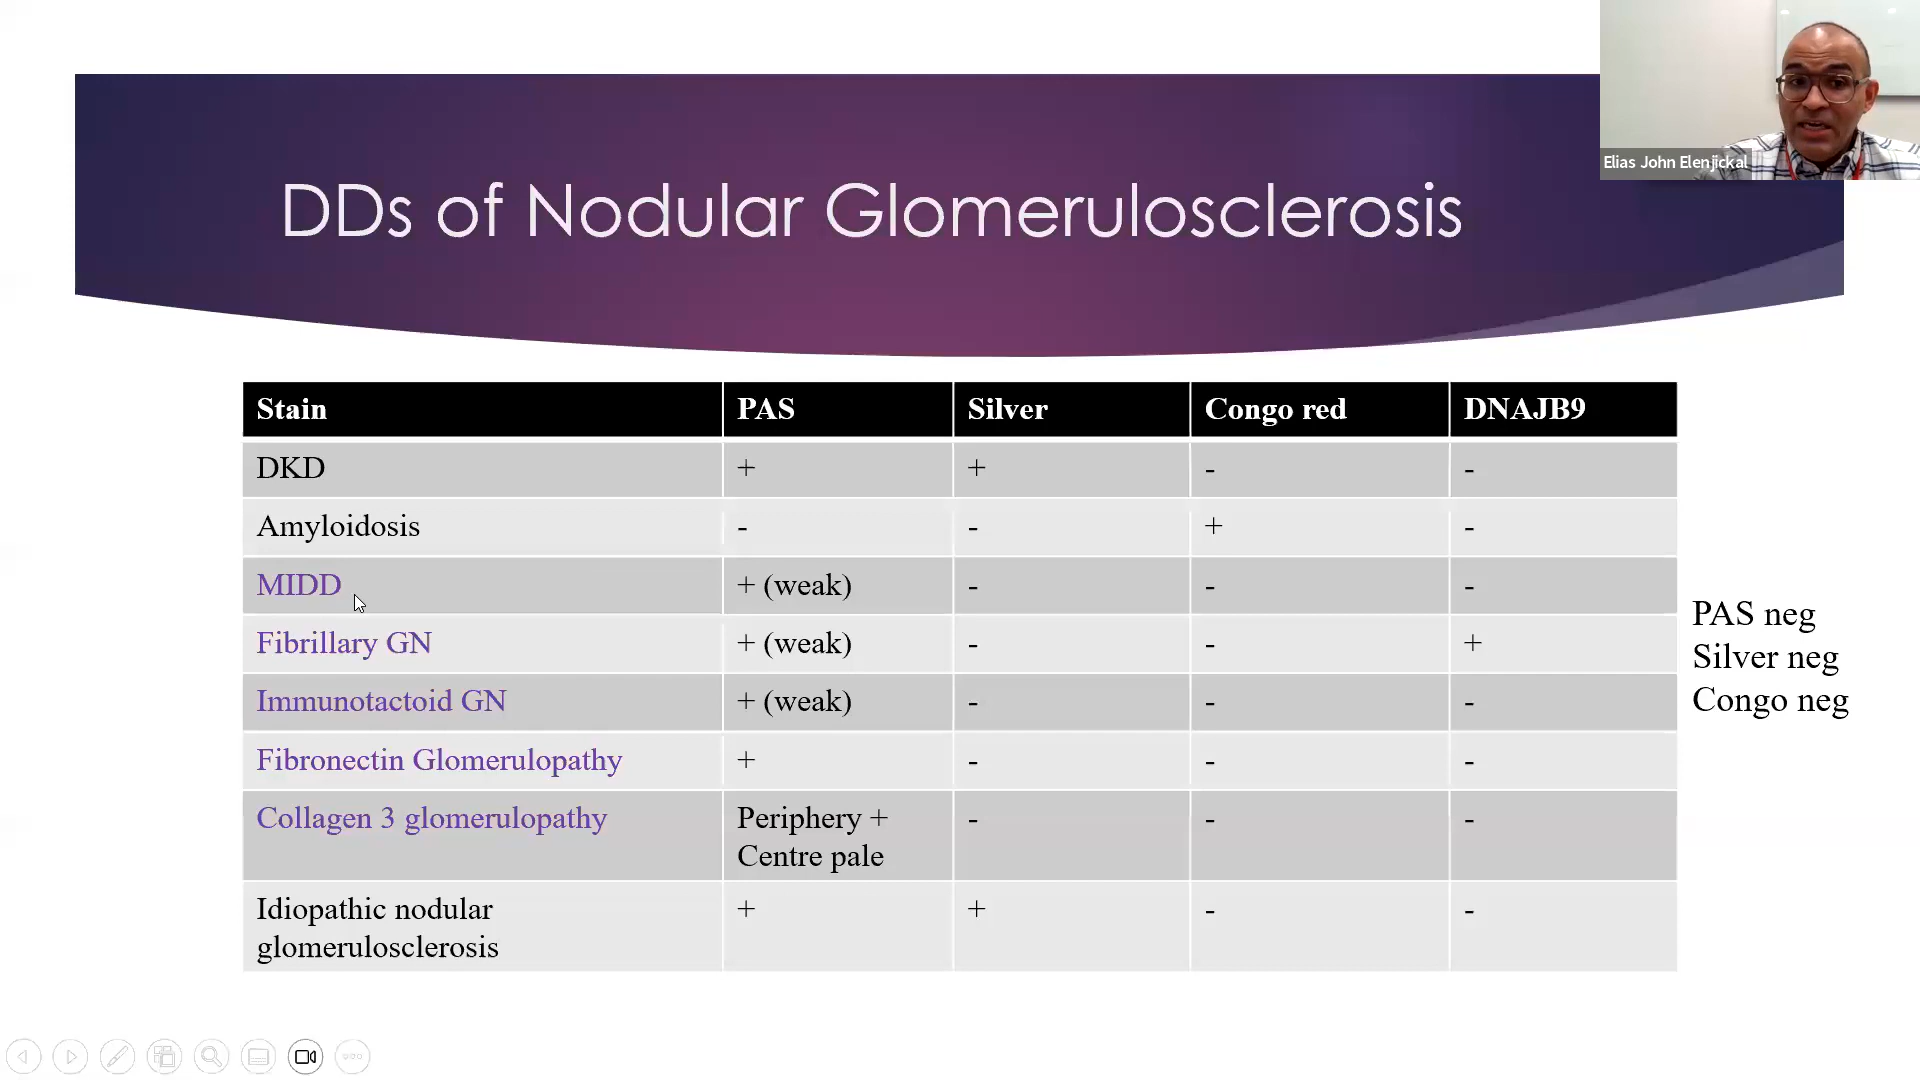 Elias John Elenjickal
DDs of Nodular Glomerulosclerosis
Stain PAS Silver Congo red DNAJB9
DKD + + - -
Amyloidosis - - + -
MIDD + (weak) - - -
Fibrillary GN + (weak) - - +
Immunotactoid GN + (weak) - - -
Fibronectin Glomerulopathy + - - -
Collagen 3 glomerulopathy Periphery + - - -
Centre pale
Idiopathic nodular + + - -
glomerulosclerosis
PAS neg
Silver neg
Congo neg